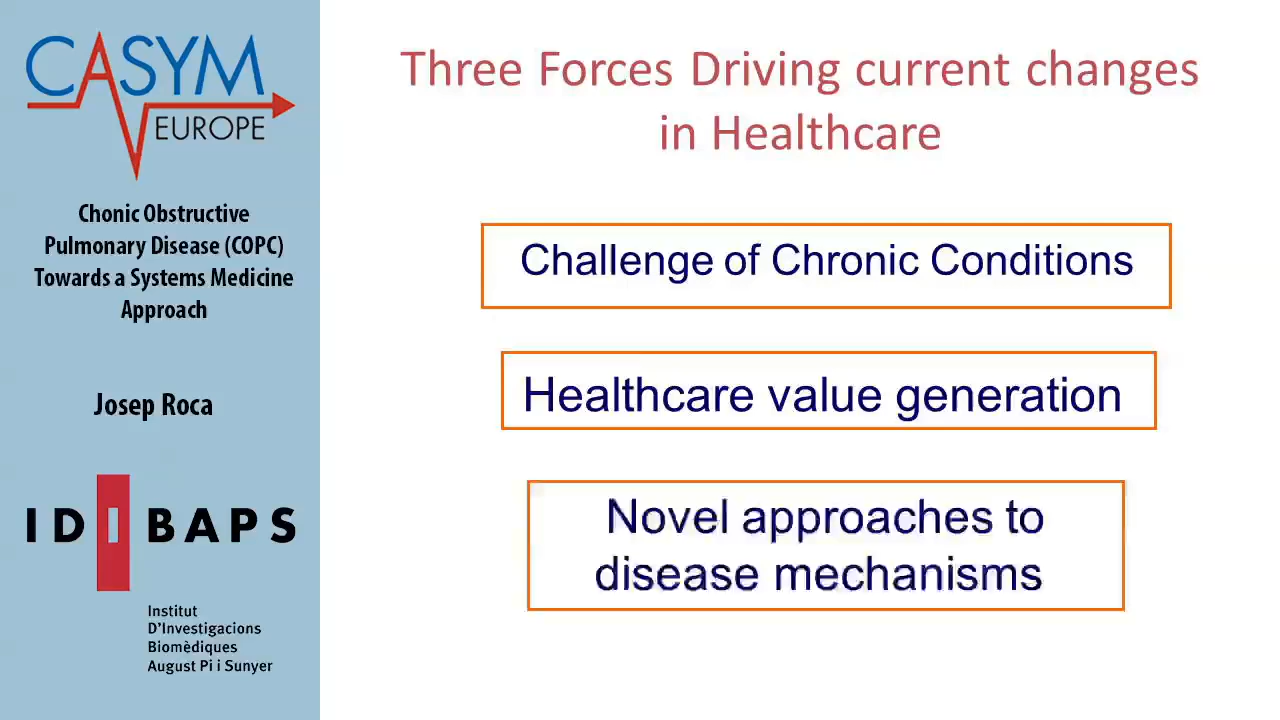 CASYM
EUROPE
Chonic Obstructive
Pulmonary Disease (COPC)
Towards a Systems Medicine
Approach
Josep Roca
IDIBAPS
Institut
D'Investigacions
Biomèdiques
August Pi i Sunyer
Three Forces Driving current changes
in Healthcare
Challenge of Chronic Conditions
Healthcare value generation
Novel approaches to
disease mechanisms